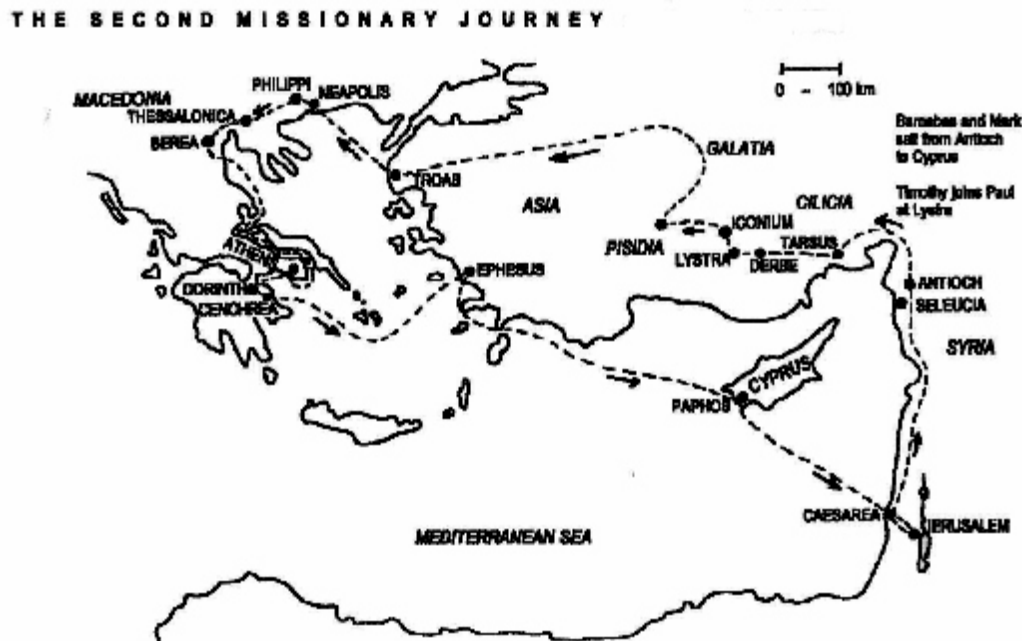 THE SECOND MISSIONARY JOURNEY
PHILIPPI
NEAPOLIS
MACEDONIA
THESSALONICA
BEREA
0 – 100 km
Barnabas and Mark
sail from Antioch
to Cyprus
GALATIA
TROAS
ASIA
CILICIA
Timothy joins Paul
at Lystra
ICONIUM
PISIDIA
TARSUS
LYSTRA
DERBE
ATHENS
EPHESUS
CORINTH
CENCHREA
ANTIOCH
SELEUCIA
SYRIA
CYPRUS
PAPHOS
CAESAREA
JERUSALEM
MEDITERRANEAN SEA